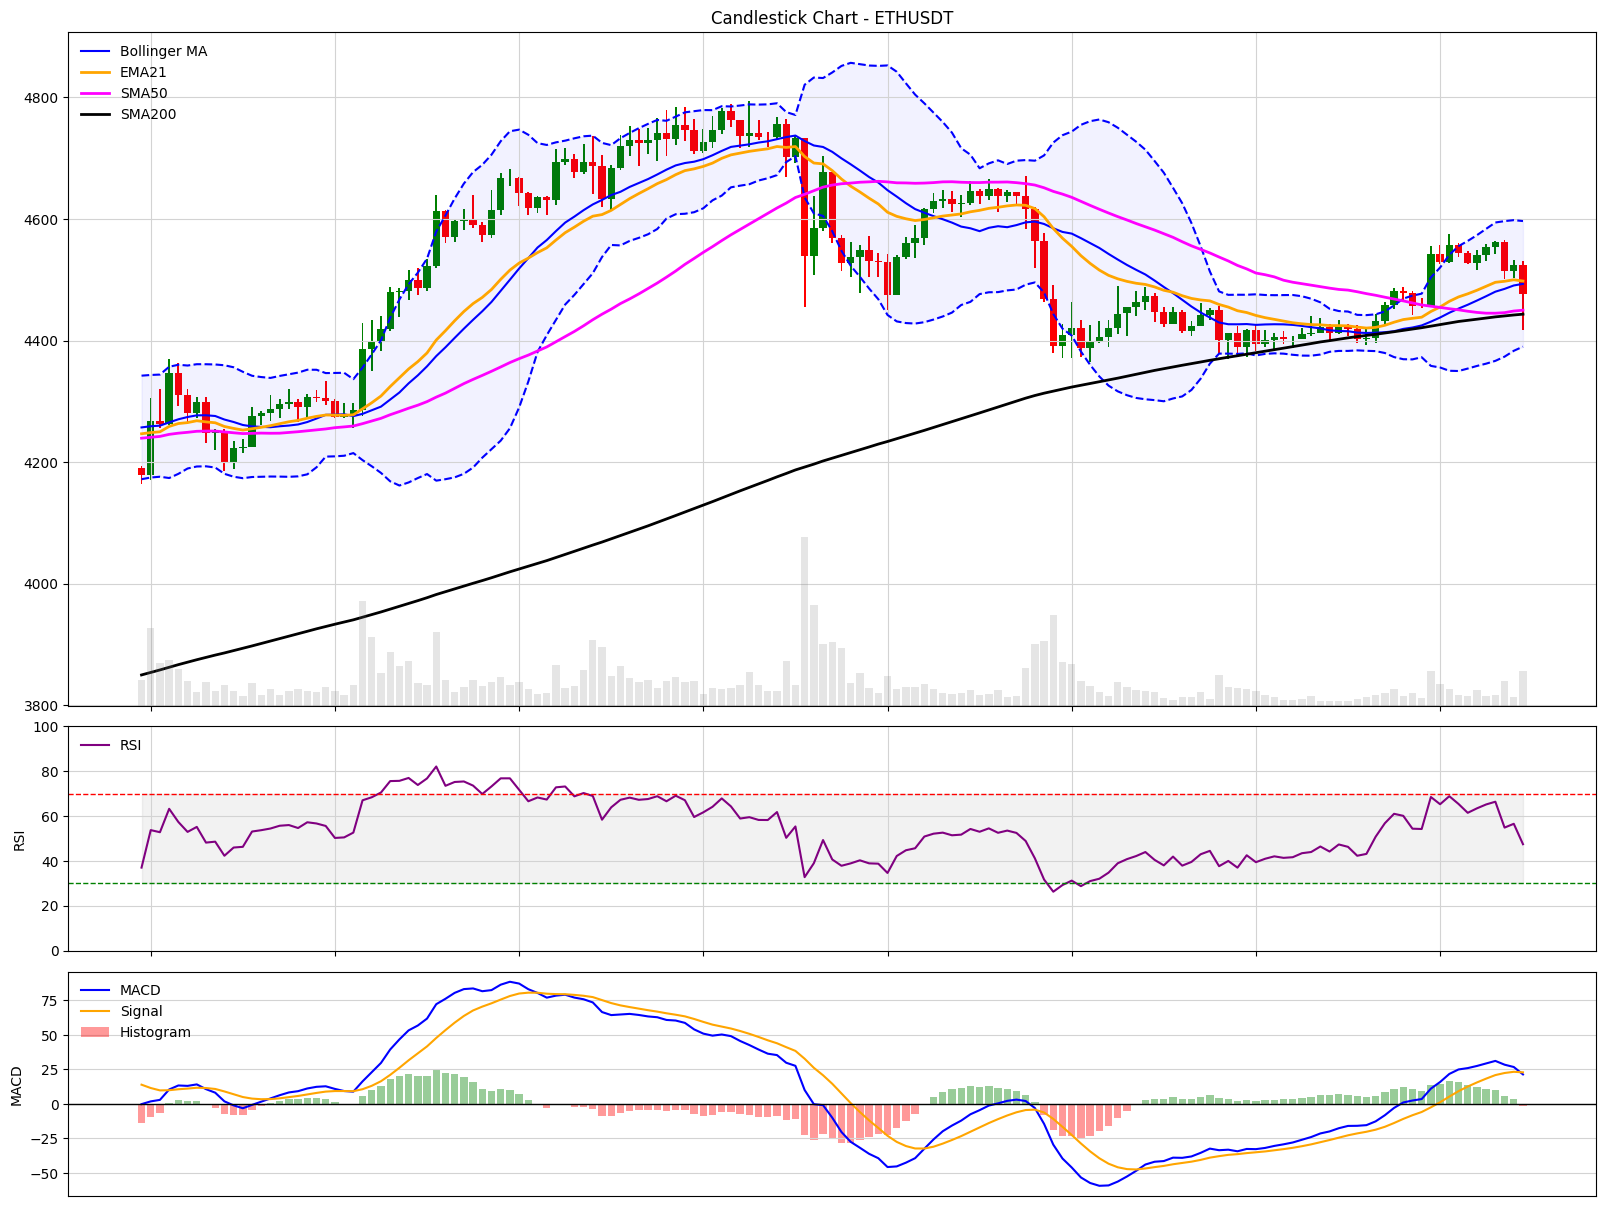 Candlestick Chart - ETHUSDT
Bollinger MA
EMA21
SMA50
SMA200
4800
4600
4400
4200
4000
3800
RSI
100
80
60
40
20
0
RSI
MACD
Signal
Histogram
75
50
25
0
−25
−50
MACD